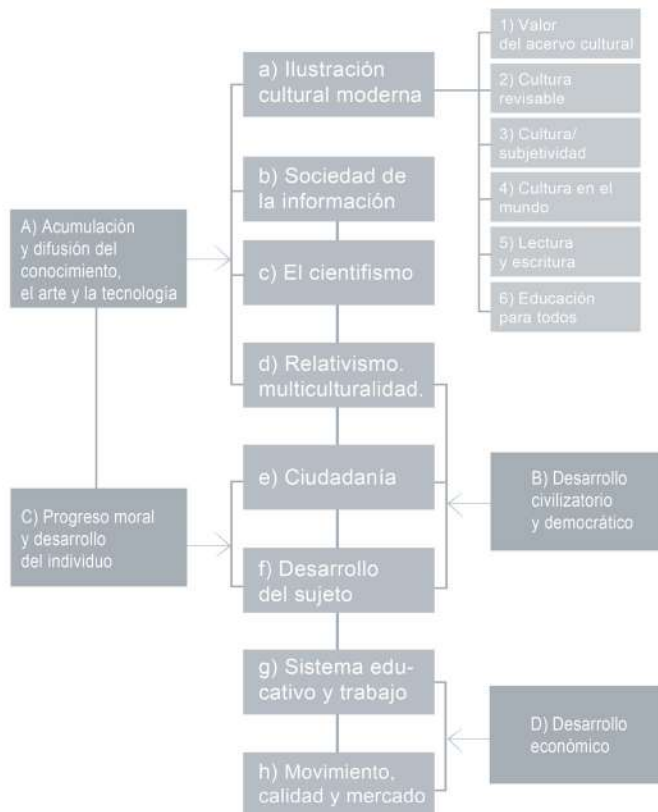 1) Valor
del acervo cultural
a) Ilustración
cultural moderna
2) Cultura
revisable
3) Cultura/
subjetividad
b) Sociedad de
la información
4) Cultura en el
mundo
A) Acumulación
y difusión del
conocimiento,
el arte y la tecnología
c) El cientifismo
5) Lectura
y escritura
6) Educación
para todos
d) Relativismo.
multiculturalidad.
e) Ciudadanía
B) Desarrollo
civilizatorio
y democrático
C) Progreso moral
y desarrollo
del individuo
f) Desarrollo
del sujeto
g) Sistema edu-
cativo y trabajo
D) Desarrollo
económico
h) Movimiento,
calidad y mercado